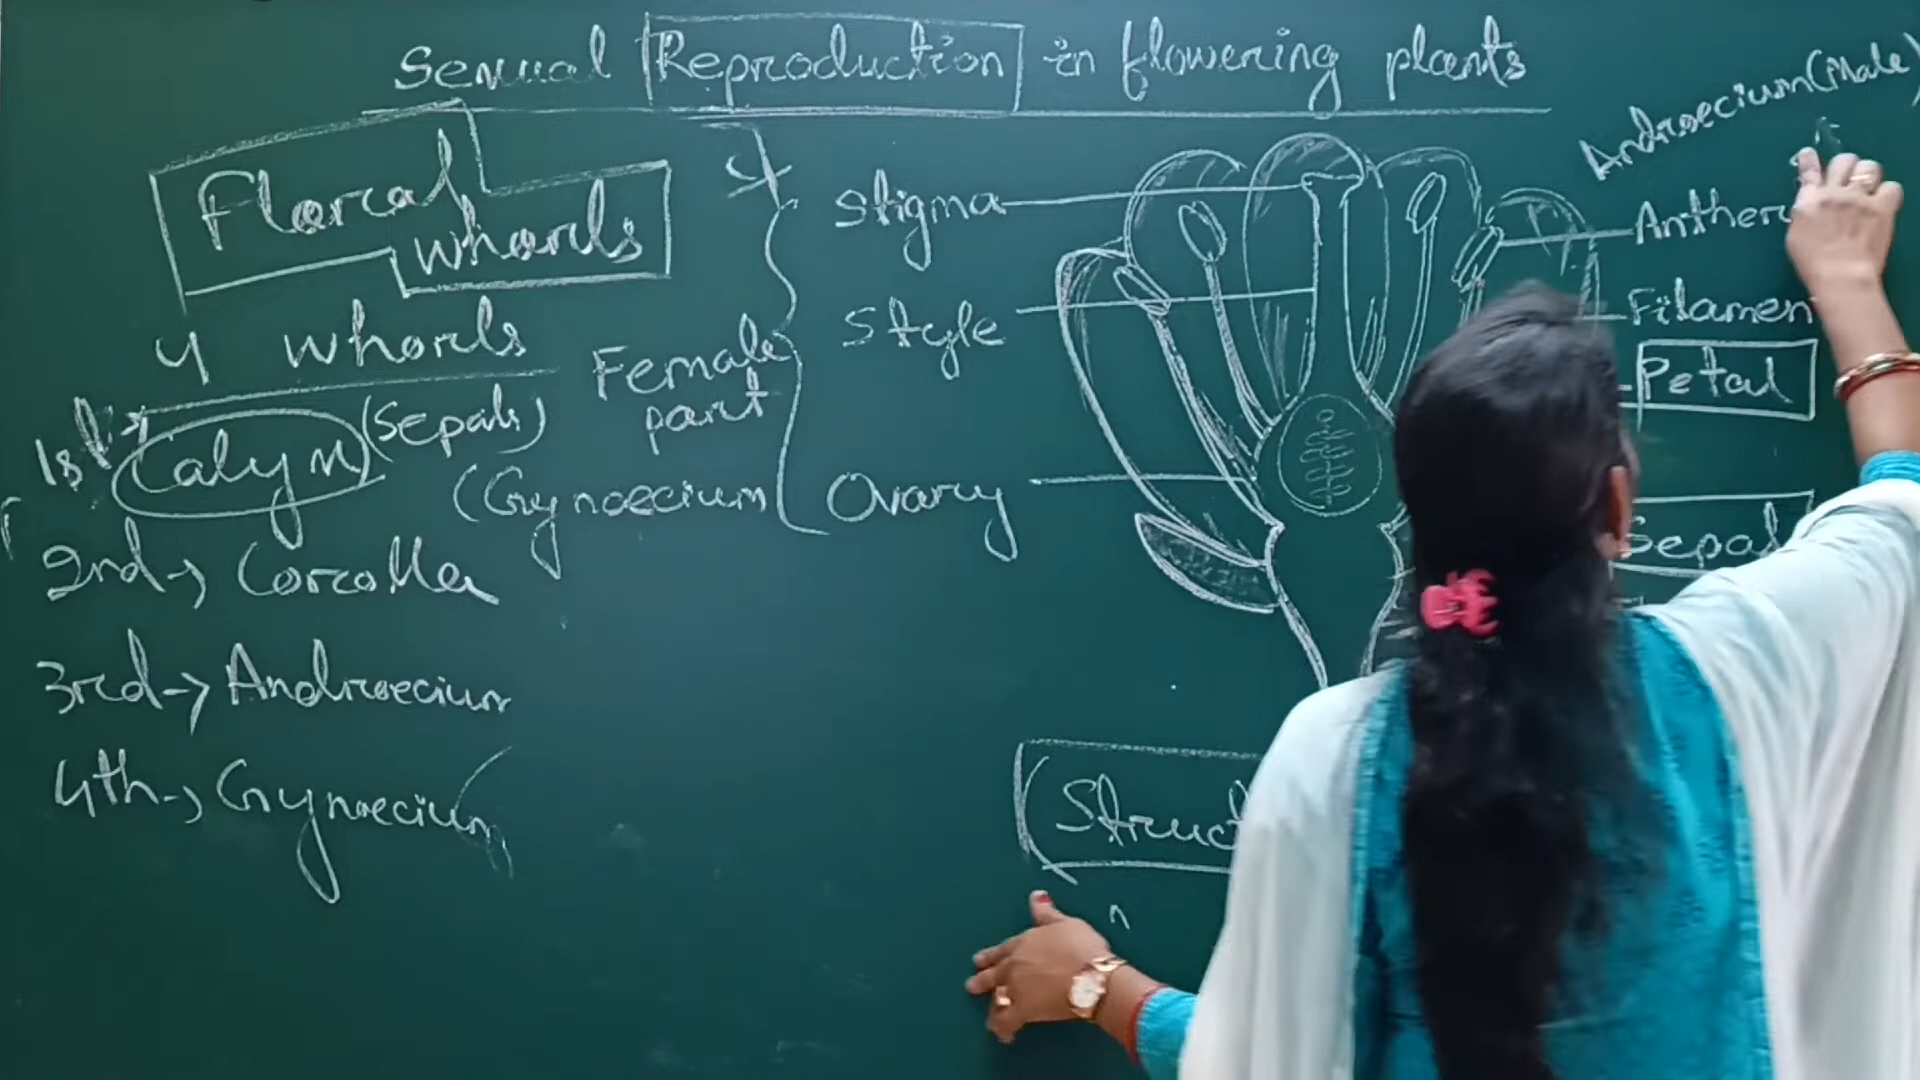 Sexual Reproduction in flowering plants
Floral
whorls
4 whorls
1st
Calyx (Sepals)
2nd → Corolla
3rd → Androecium
4th → Gynoecium
Female
part
(Gynoecium
Stigma
Style
Ovary
Androecium (Male)
Anther
Filamen
Petal
Sepal
(Struct